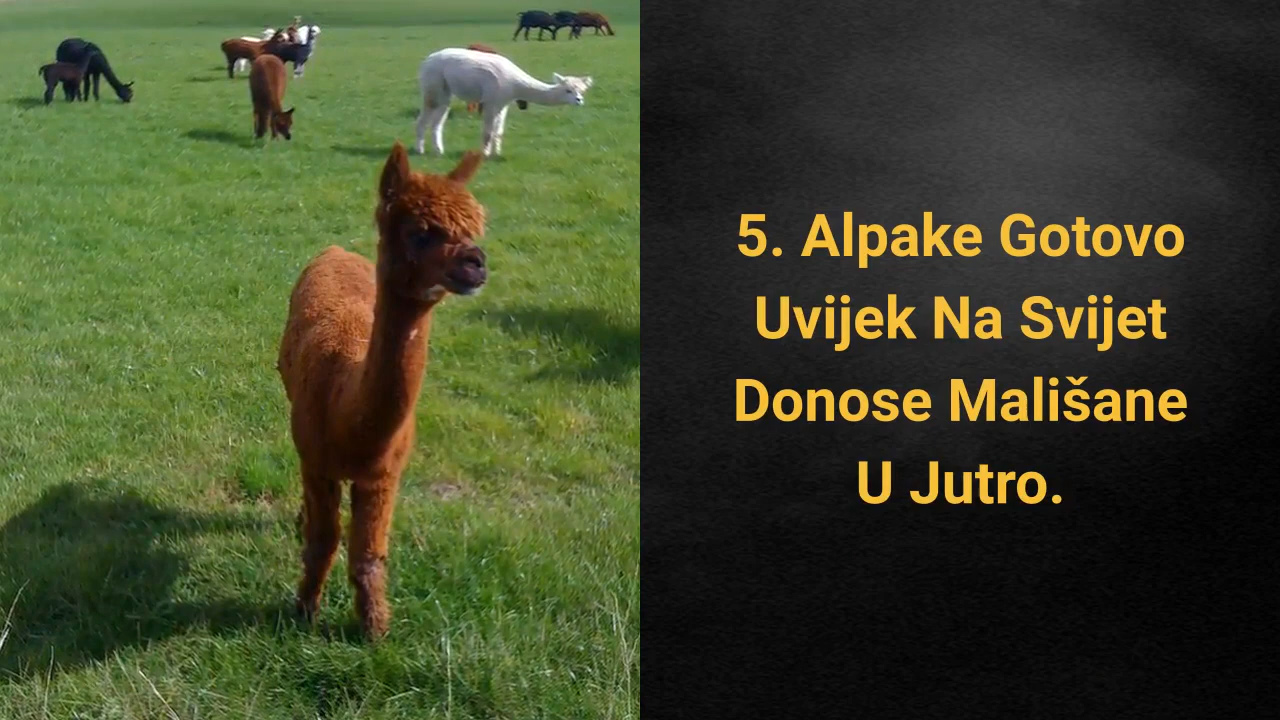 5. Alpake Gotovo
Uvijek Na Svijet
Donose Mališane
U Jutro.